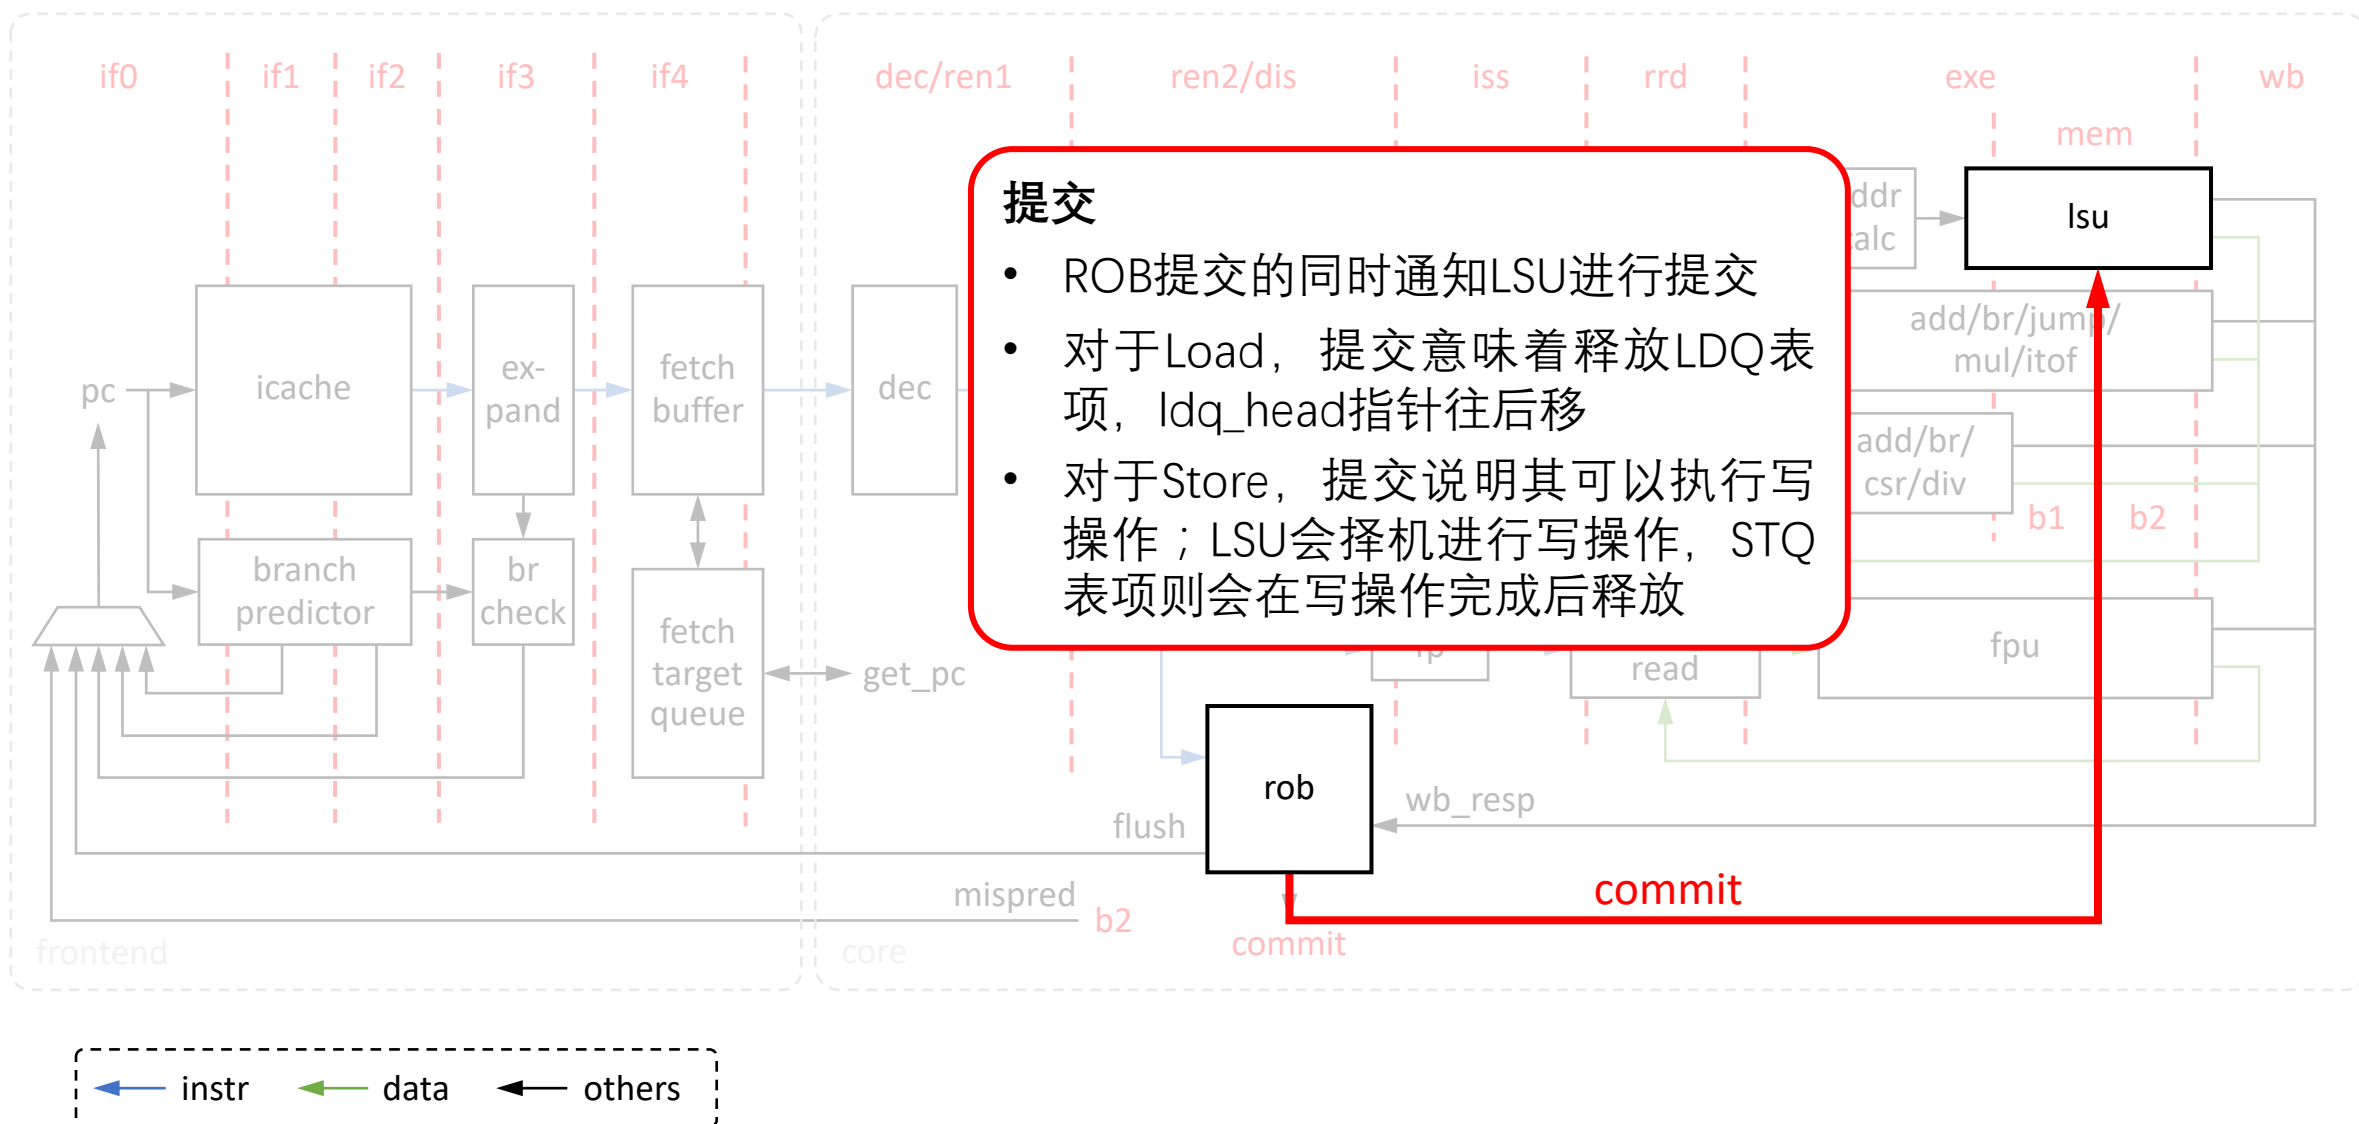 if0
if1
if2
if3
if4
dec/ren1
ren2/dis
iss
rrd
exe
wb
mem
提交
• ROB提交的同时通知LSU进行提交
• 对于Load，提交意味着释放LDQ表
项，ldq_head指针往后移
• 对于Store，提交说明其可以执行写
操作；LSU会择机进行写操作，STQ
表项则会在写操作完成后释放
lsu
add/br/jump/
mul/itof
add/br/
csr/div
b1
b2
fpu
read
pc
icache
ex-
pand
fetch
buffer
dec
branch
predictor
br
check
fetch
target
queue
get_pc
rob
wb_resp
flush
mispred
b2
commit
commit
frontend
core
instr
data
others